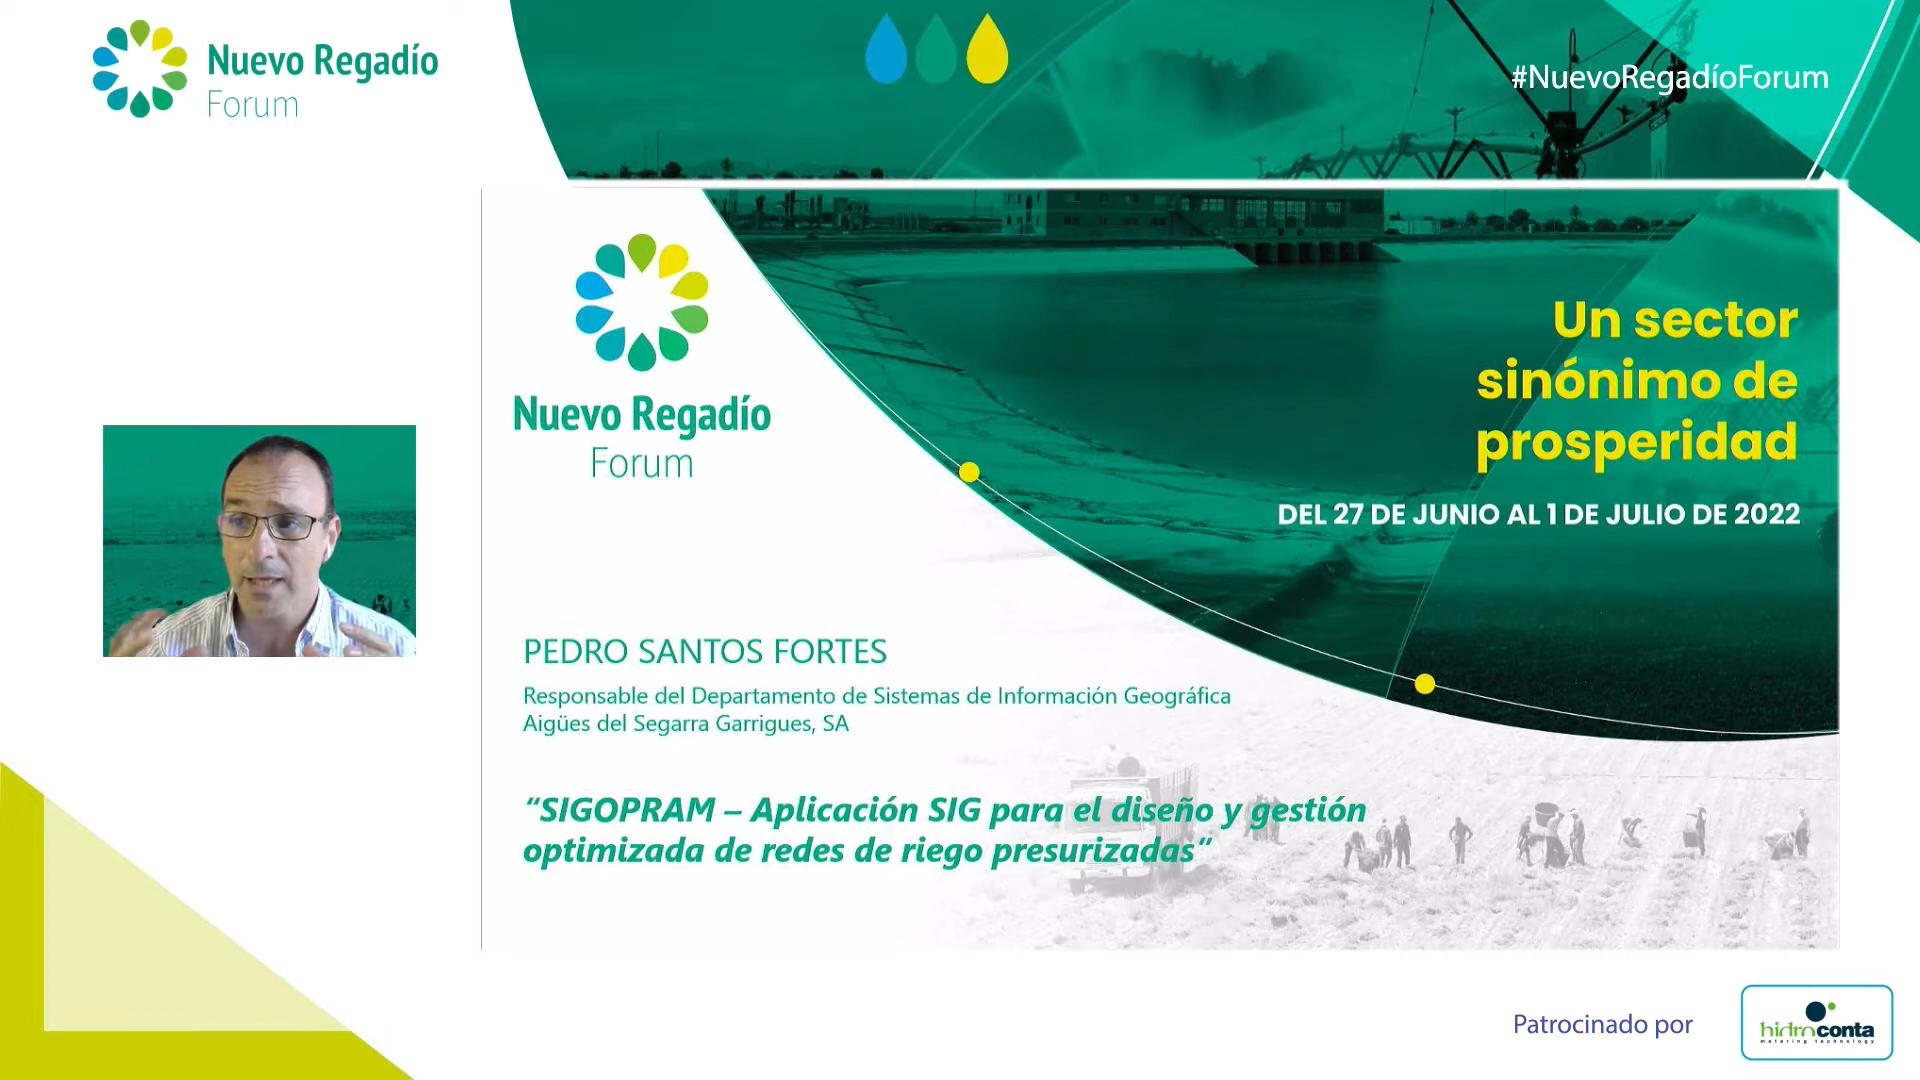 Nuevo Regadío
Forum
#NuevoRegadíoForum
Nuevo Regadío
Forum
Un sector
sinónimo de
prosperidad
DEL 27 DE JUNIO AL 1 DE JULIO DE 2022
PEDRO SANTOS FORTES
Responsable del Departamento de Sistemas de Información Geográfica
Aigües del Segarra Garrigues, SA
“SIGOPRAM – Aplicación SIG para el diseño y gestión
optimizada de redes de riego presurizadas”
Patrocinado por
hidroconta
metering technology